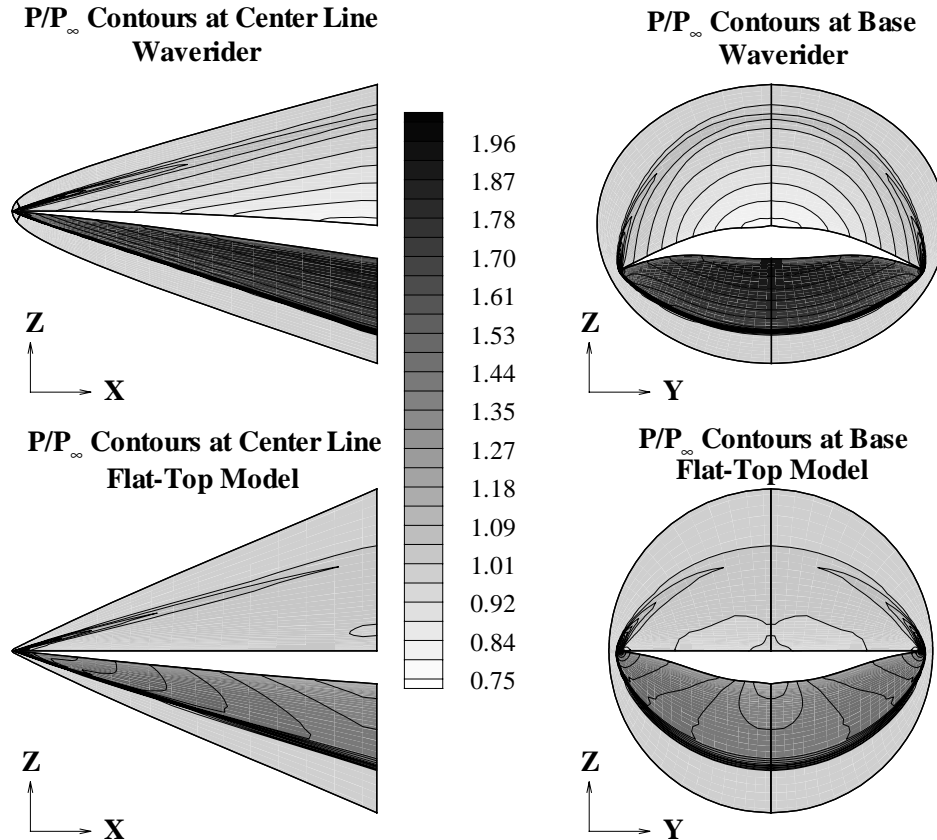 P/P∞ Contours at Center Line
Waverider
P/P∞ Contours at Base
Waverider
Z
X
1.96
1.87
1.78
1.70
1.61
1.53
1.44
1.35
1.27
1.18
1.09
1.01
0.92
0.84
0.75
Z
Y
P/P∞ Contours at Center Line
Flat-Top Model
P/P∞ Contours at Base
Flat-Top Model
Z
X
Z
Y